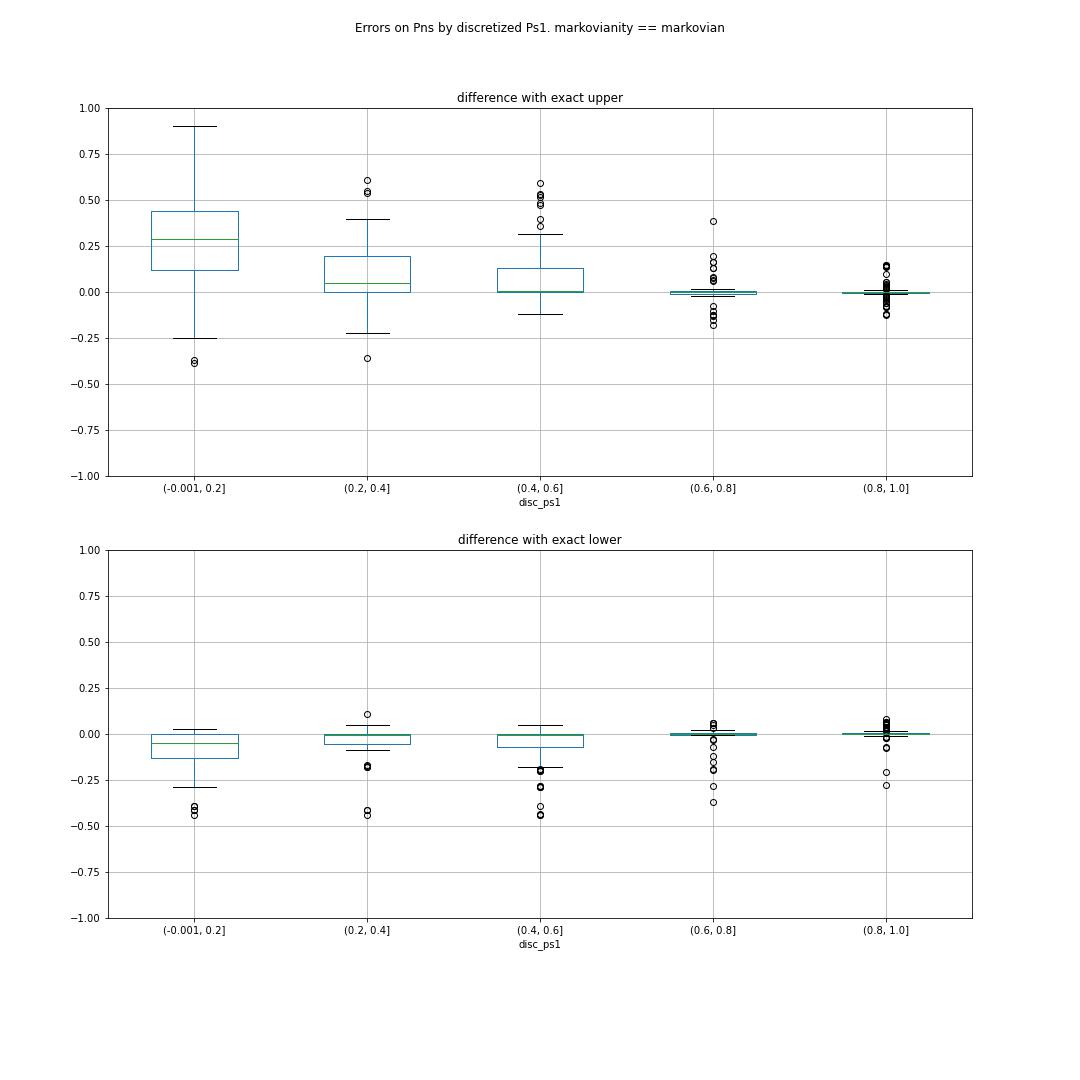 Errors on Pns by discretized Ps1. markovianity == markovian
difference with exact upper
1.00
0.75
0.50
0.25
0.00
−0.25
−0.50
−0.75
−1.00
(-0.001, 0.2] (0.2, 0.4] (0.4, 0.6] (0.6, 0.8] (0.8, 1.0]
disc_ps1
difference with exact lower
1.00
0.75
0.50
0.25
0.00
−0.25
−0.50
−0.75
−1.00
(-0.001, 0.2] (0.2, 0.4] (0.4, 0.6] (0.6, 0.8] (0.8, 1.0]
disc_ps1